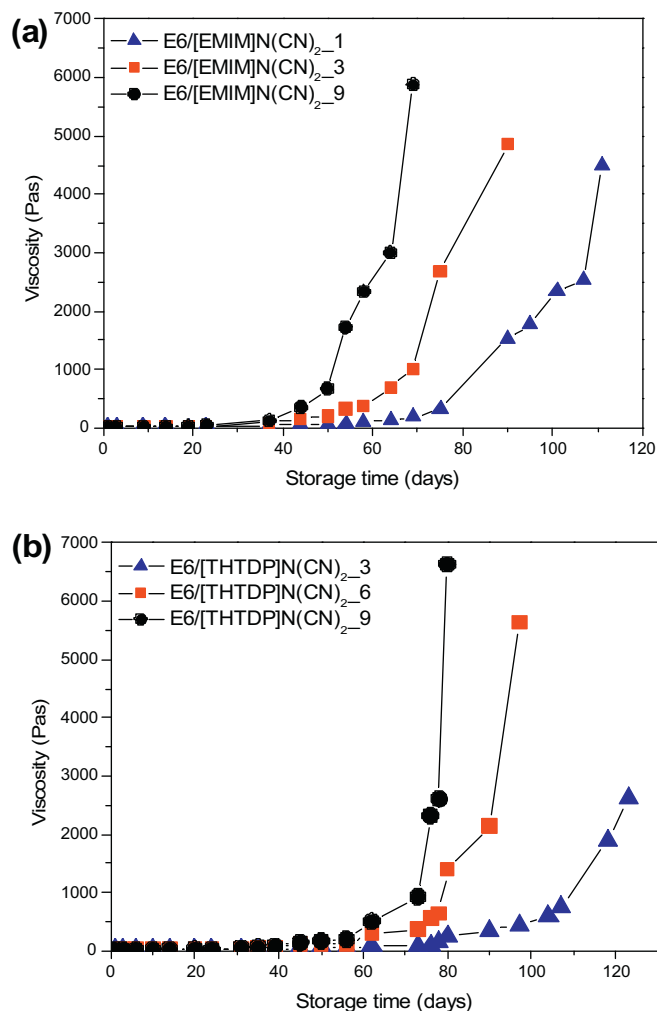 (a)
7000
6000
5000
4000
3000
2000
1000
0
Viscosity (Pas)
E6/[EMIM]N(CN)₂_1
E6/[EMIM]N(CN)₂_3
E6/[EMIM]N(CN)₂_9
0 20 40 60 80 100 120
Storage time (days)
(b)
7000
6000
5000
4000
3000
2000
1000
0
Viscosity (Pas)
E6/[THTDP]N(CN)₂_3
E6/[THTDP]N(CN)₂_6
E6/[THTDP]N(CN)₂_9
0 20 40 60 80 100 120
Storage time (days)